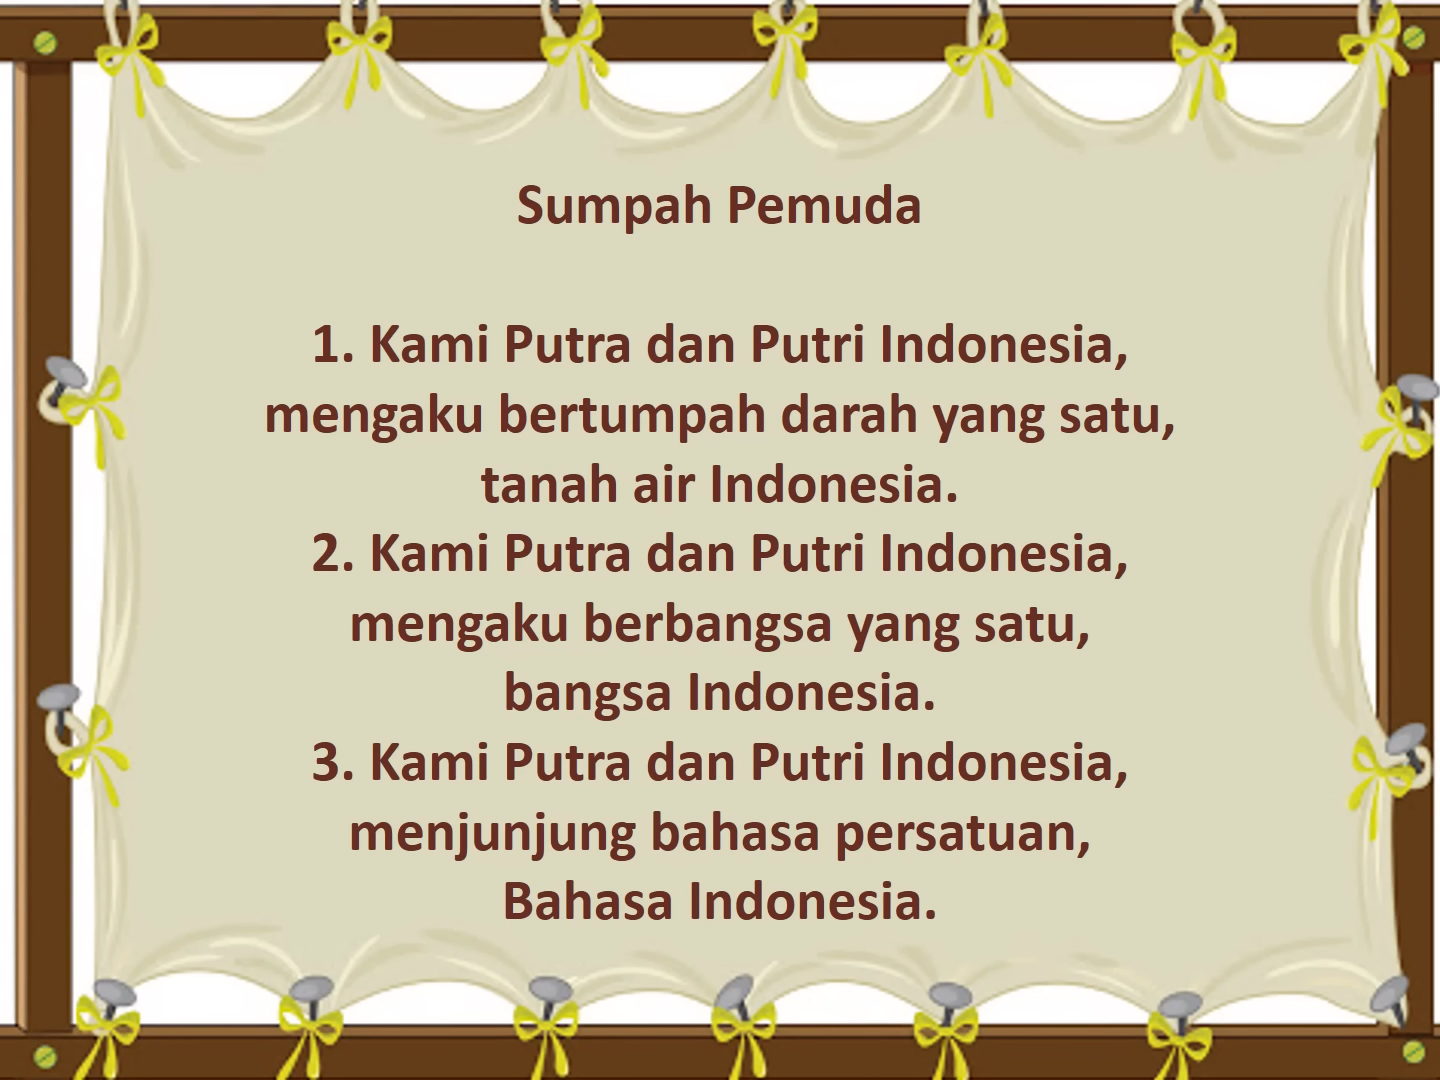 Sumpah Pemuda
1. Kami Putra dan Putri Indonesia,
mengaku bertumpah darah yang satu,
tanah air Indonesia.
2. Kami Putra dan Putri Indonesia,
mengaku berbangsa yang satu,
bangsa Indonesia.
3. Kami Putra dan Putri Indonesia,
menjunjung bahasa persatuan,
Bahasa Indonesia.